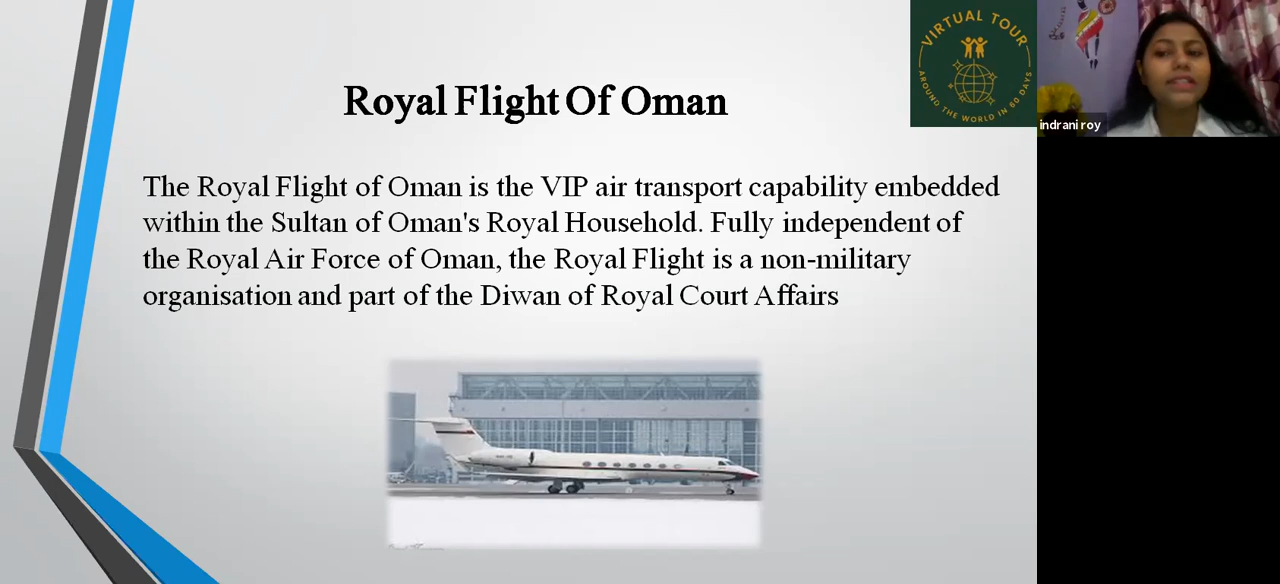 Royal Flight Of Oman
The Royal Flight of Oman is the VIP air transport capability embedded
within the Sultan of Oman's Royal Household. Fully independent of
the Royal Air Force of Oman, the Royal Flight is a non-military
organisation and part of the Diwan of Royal Court Affairs
VIRTUAL TOUR
AROUND THE WORLD IN 60 DAYS
indrani roy